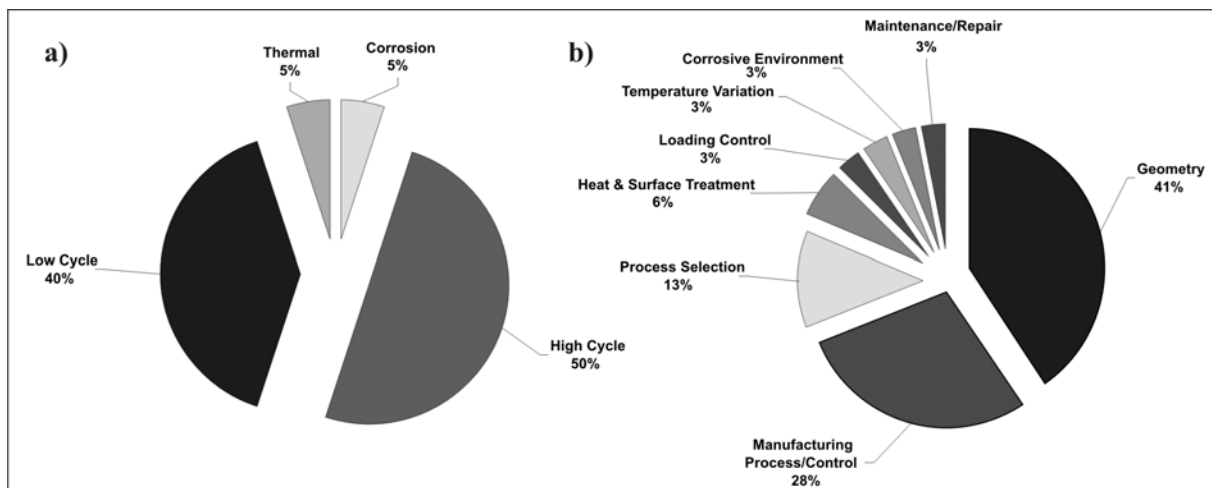 a)
Thermal
5%
Corrosion
5%
Low Cycle
40%
High Cycle
50%
b)
Maintenance/Repair
3%
Corrosive Environment
3%
Temperature Variation
3%
Loading Control
3%
Heat & Surface Treatment
6%
Process Selection
13%
Geometry
41%
Manufacturing
Process/Control
28%